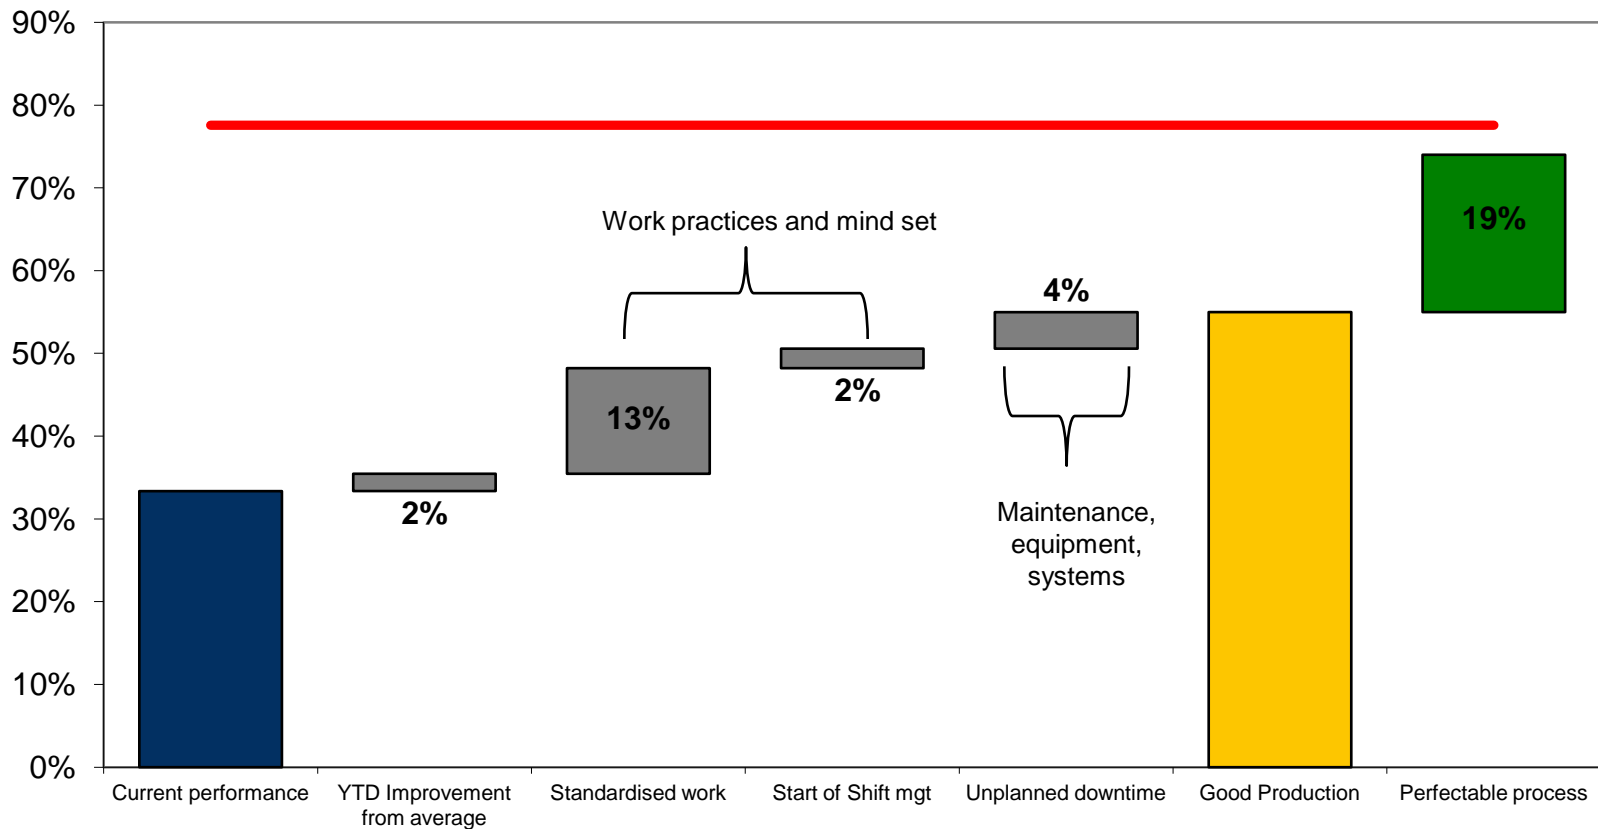 90%
80%
70%
60%
50%
40%
30%
20%
10%
0%
Work practices and mind set
19%
4%
13%
2%
2%
Maintenance,
equipment,
systems
Current performance
YTD Improvement
from average
Standardised work
Start of Shift mgt
Unplanned downtime
Good Production
Perfectable process